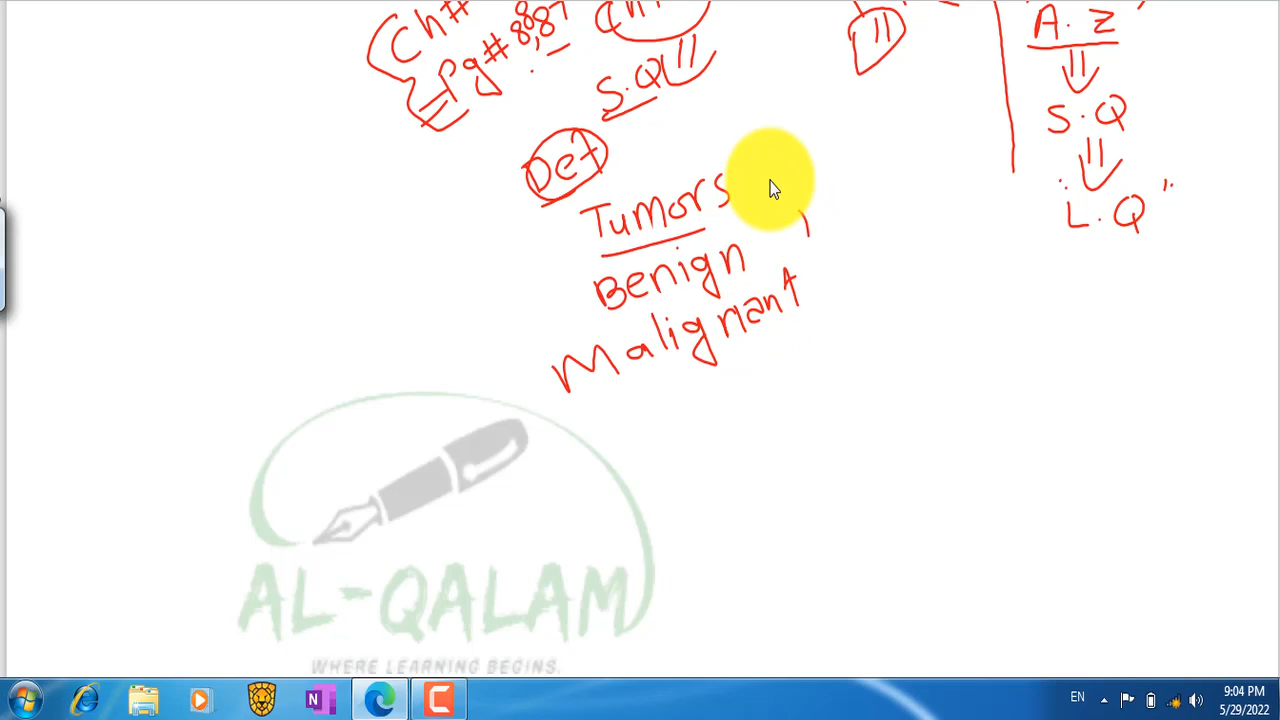 Ch#
Pg# 88, 87
S.Q
Def
Tumors
Benign
Malignant
A.Z
S.Q
L.Q
AL-QALAM
WHERE LEARNING BEGINS.
EN
9:04 PM
5/29/2022